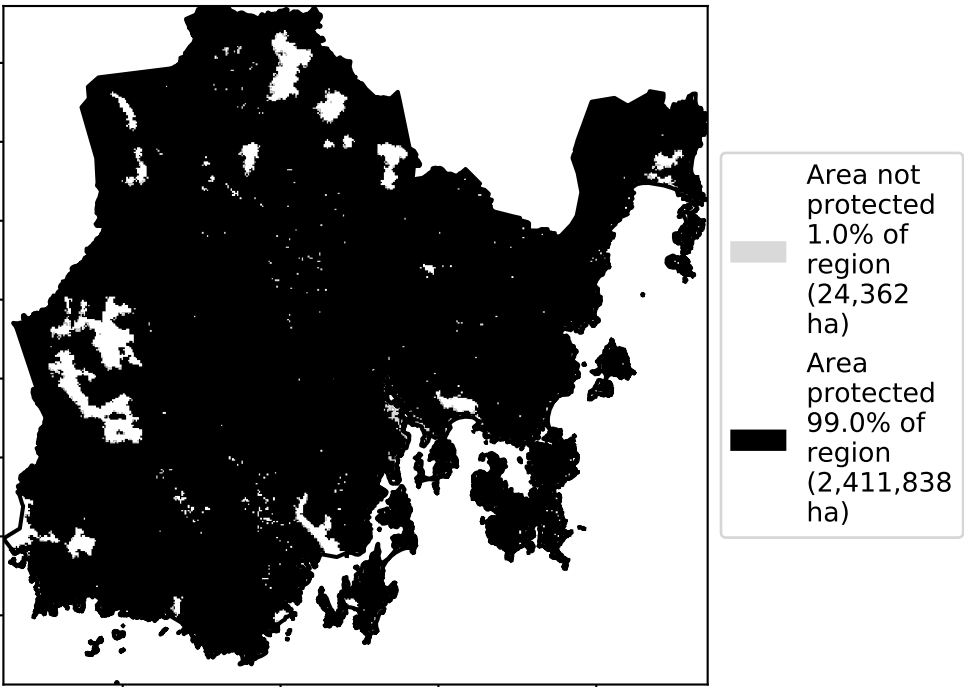 Area not
protected
1.0% of
region
(24,362
ha)
Area
protected
99.0% of
region
(2,411,838
ha)